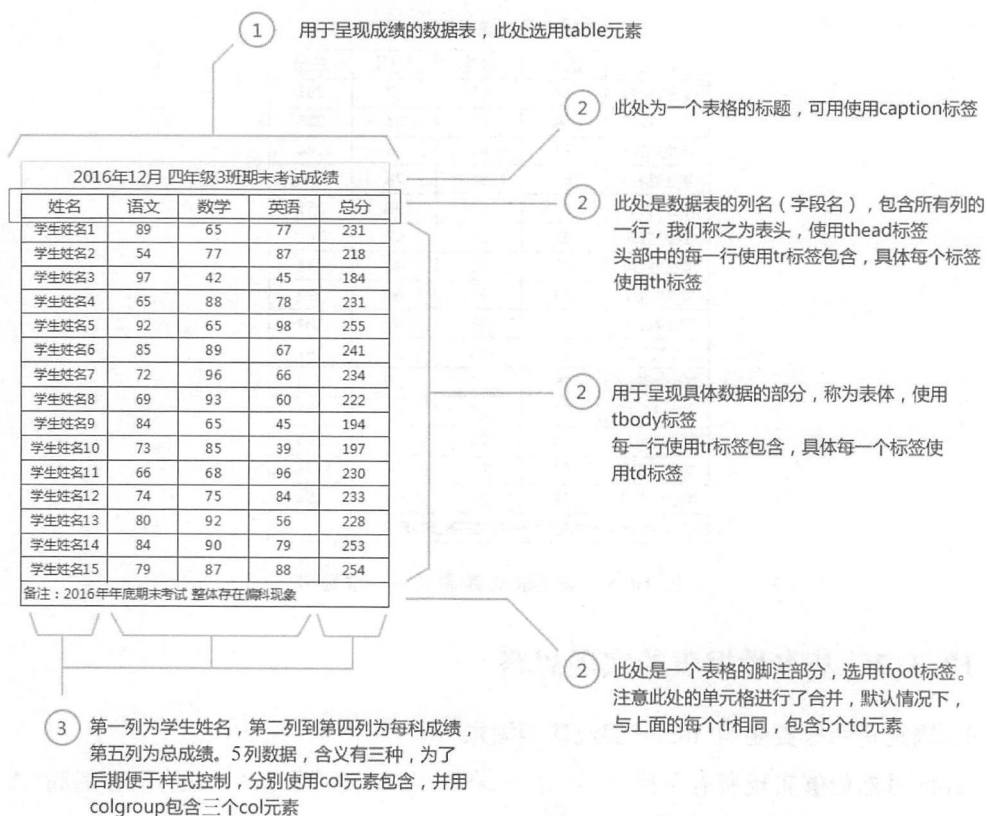 1 用于呈现成绩的数据表，此处选用table元素
2 此处为一个表格的标题，可用使用caption标签
2016年12月 四年级3班期末考试成绩
姓名 语文 数学 英语 总分
学生姓名1 89 65 77 231
学生姓名2 54 77 87 218
学生姓名3 97 42 45 184
学生姓名4 65 88 78 231
学生姓名5 92 65 98 255
学生姓名6 85 89 67 241
学生姓名7 72 96 66 234
学生姓名8 69 93 60 222
学生姓名9 84 65 45 194
学生姓名10 73 85 39 197
学生姓名11 66 68 96 230
学生姓名12 74 75 84 233
学生姓名13 80 92 56 228
学生姓名14 84 90 79 253
学生姓名15 79 87 88 254
备注：2016年年底期末考试 整体存在偏科现象
2 此处是数据表的列名（字段名），包含所有列的
一行，我们称之为表头，使用thead标签
头部中的每一行使用tr标签包含，具体每个标签
使用th标签
2 用于呈现具体数据的部分，称为表体，使用
tbody标签
每一行使用tr标签包含，具体每一个标签使
用td标签
2 此处是一个表格的脚注部分，选用tfoot标签。
注意此处的单元格进行了合并，默认情况下，
与上面的每个tr相同，包含5个td元素
3 第一列为学生姓名，第二列到第四列为每科成绩，
第五列为总成绩。5列数据，含义有三种，为了
后期便于样式控制，分别使用col元素包含，并用
colgroup包含三个col元素